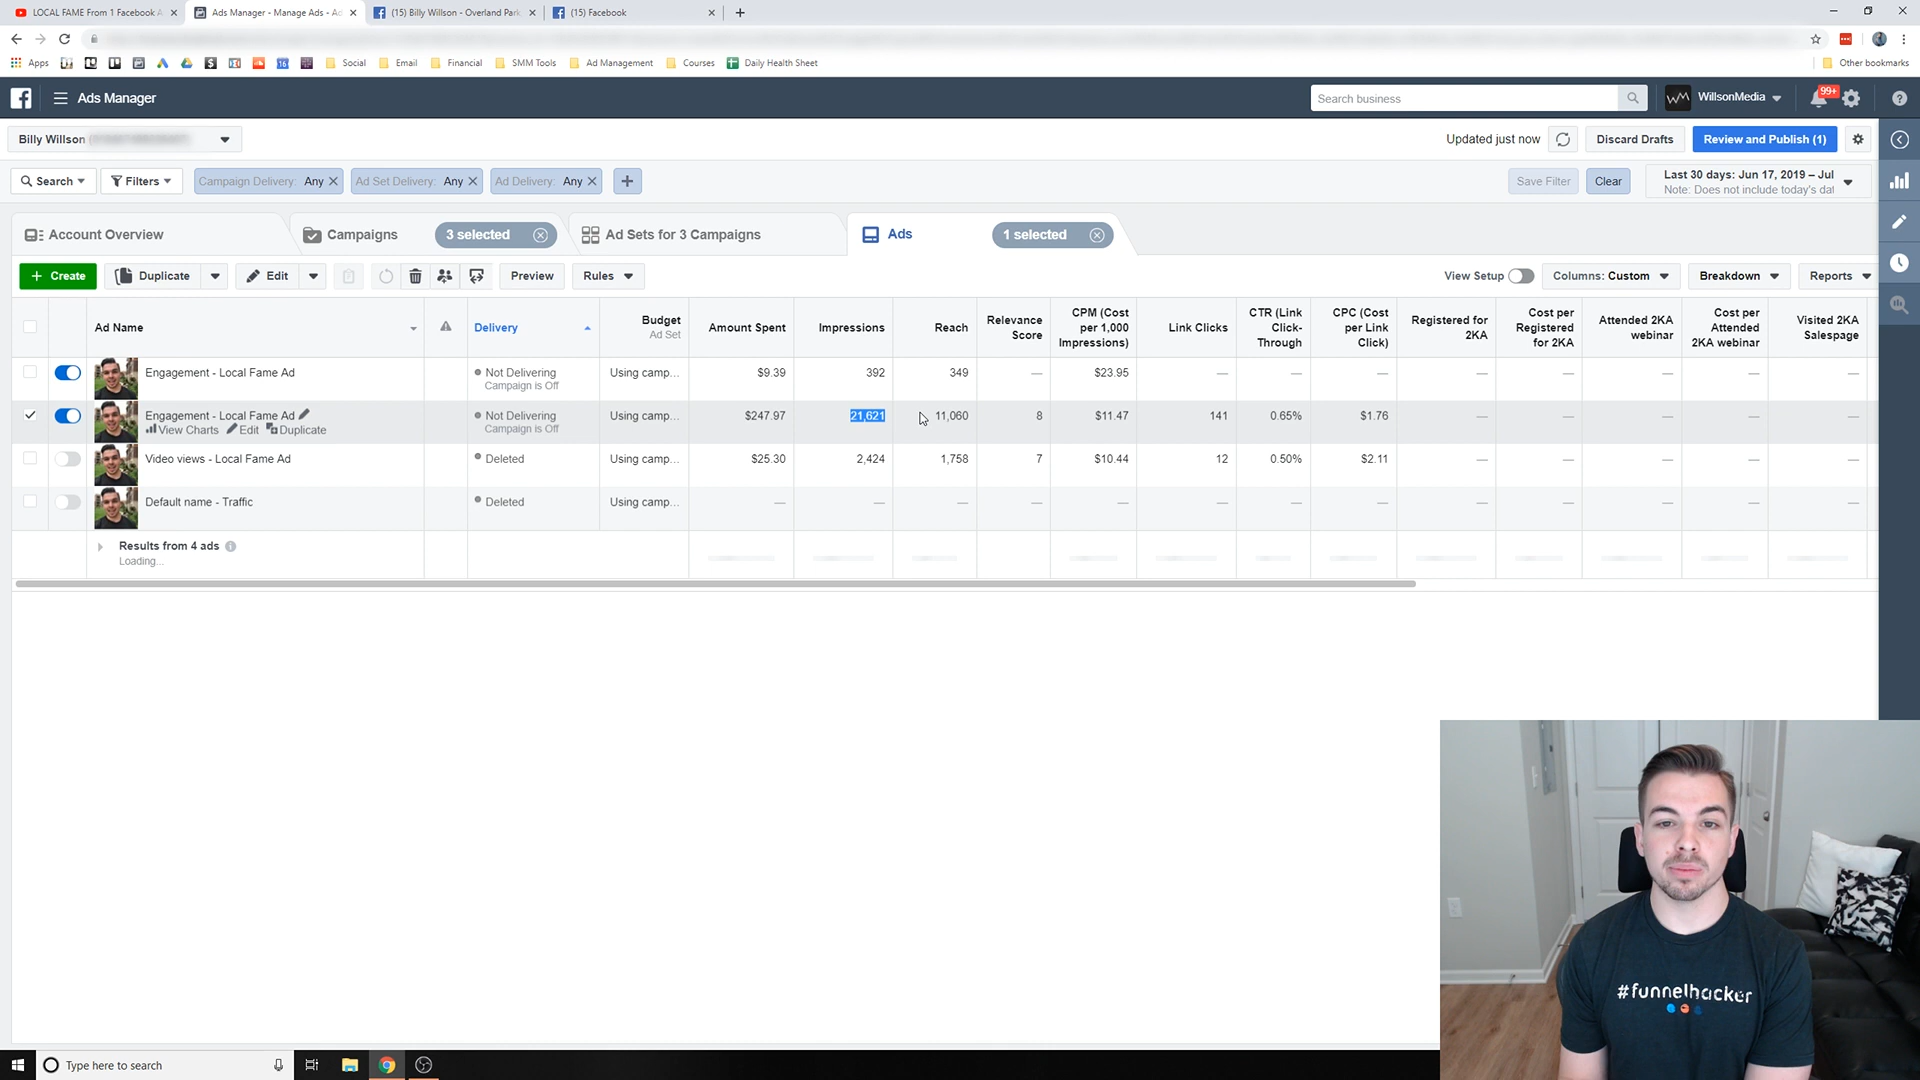 LOCAL FAME From 1 Facebook A
Ads Manager - Manage Ads - Ad
(15) Billy Willson - Overland Park
(15) Facebook
Apps
Social
Email
Financial
SMM Tools
Ad Management
Courses
Daily Health Sheet
Other bookmarks
Ads Manager
Search business
WM
WillsonMedia
99+
Billy Willson
Updated just now
Discard Drafts
Review and Publish (1)
Search
Filters
Campaign Delivery: Any
Ad Set Delivery: Any
Ad Delivery: Any
Save Filter
Clear
Last 30 days: Jun 17, 2019 – Jul
Note: Does not include today's dat
Account Overview
Campaigns
3 selected
Ad Sets for 3 Campaigns
Ads
1 selected
+ Create
Duplicate
Edit
Preview
Rules
View Setup
Columns: Custom
Breakdown
Reports
Ad Name
Delivery
Budget
Ad Set
Amount Spent
Impressions
Reach
Relevance
Score
CPM (Cost
per 1,000
Impressions)
Link Clicks
CTR (Link
Click-
Through
CPC (Cost
per Link
Click)
Registered for
2KA
Cost per
Registered
for 2KA
Attended 2KA
webinar
Cost per
Attended
2KA webinar
Visited 2KA
Salespage
Engagement - Local Fame Ad
Not Delivering
Campaign is Off
Using camp...
$9.39
392
349
—
$23.95
—
—
—
—
—
—
—
—
Engagement - Local Fame Ad
View Charts
Edit
Duplicate
Not Delivering
Campaign is Off
Using camp...
$247.97
21,621
11,060
8
$11.47
141
0.65%
$1.76
—
—
—
—
—
Video views - Local Fame Ad
Deleted
Using camp...
$25.30
2,424
1,758
7
$10.44
12
0.50%
$2.11
—
—
—
—
—
Default name - Traffic
Deleted
Using camp...
—
—
—
—
—
—
—
—
—
—
—
—
—
Results from 4 ads
Loading...
#funnelhacker
Type here to search